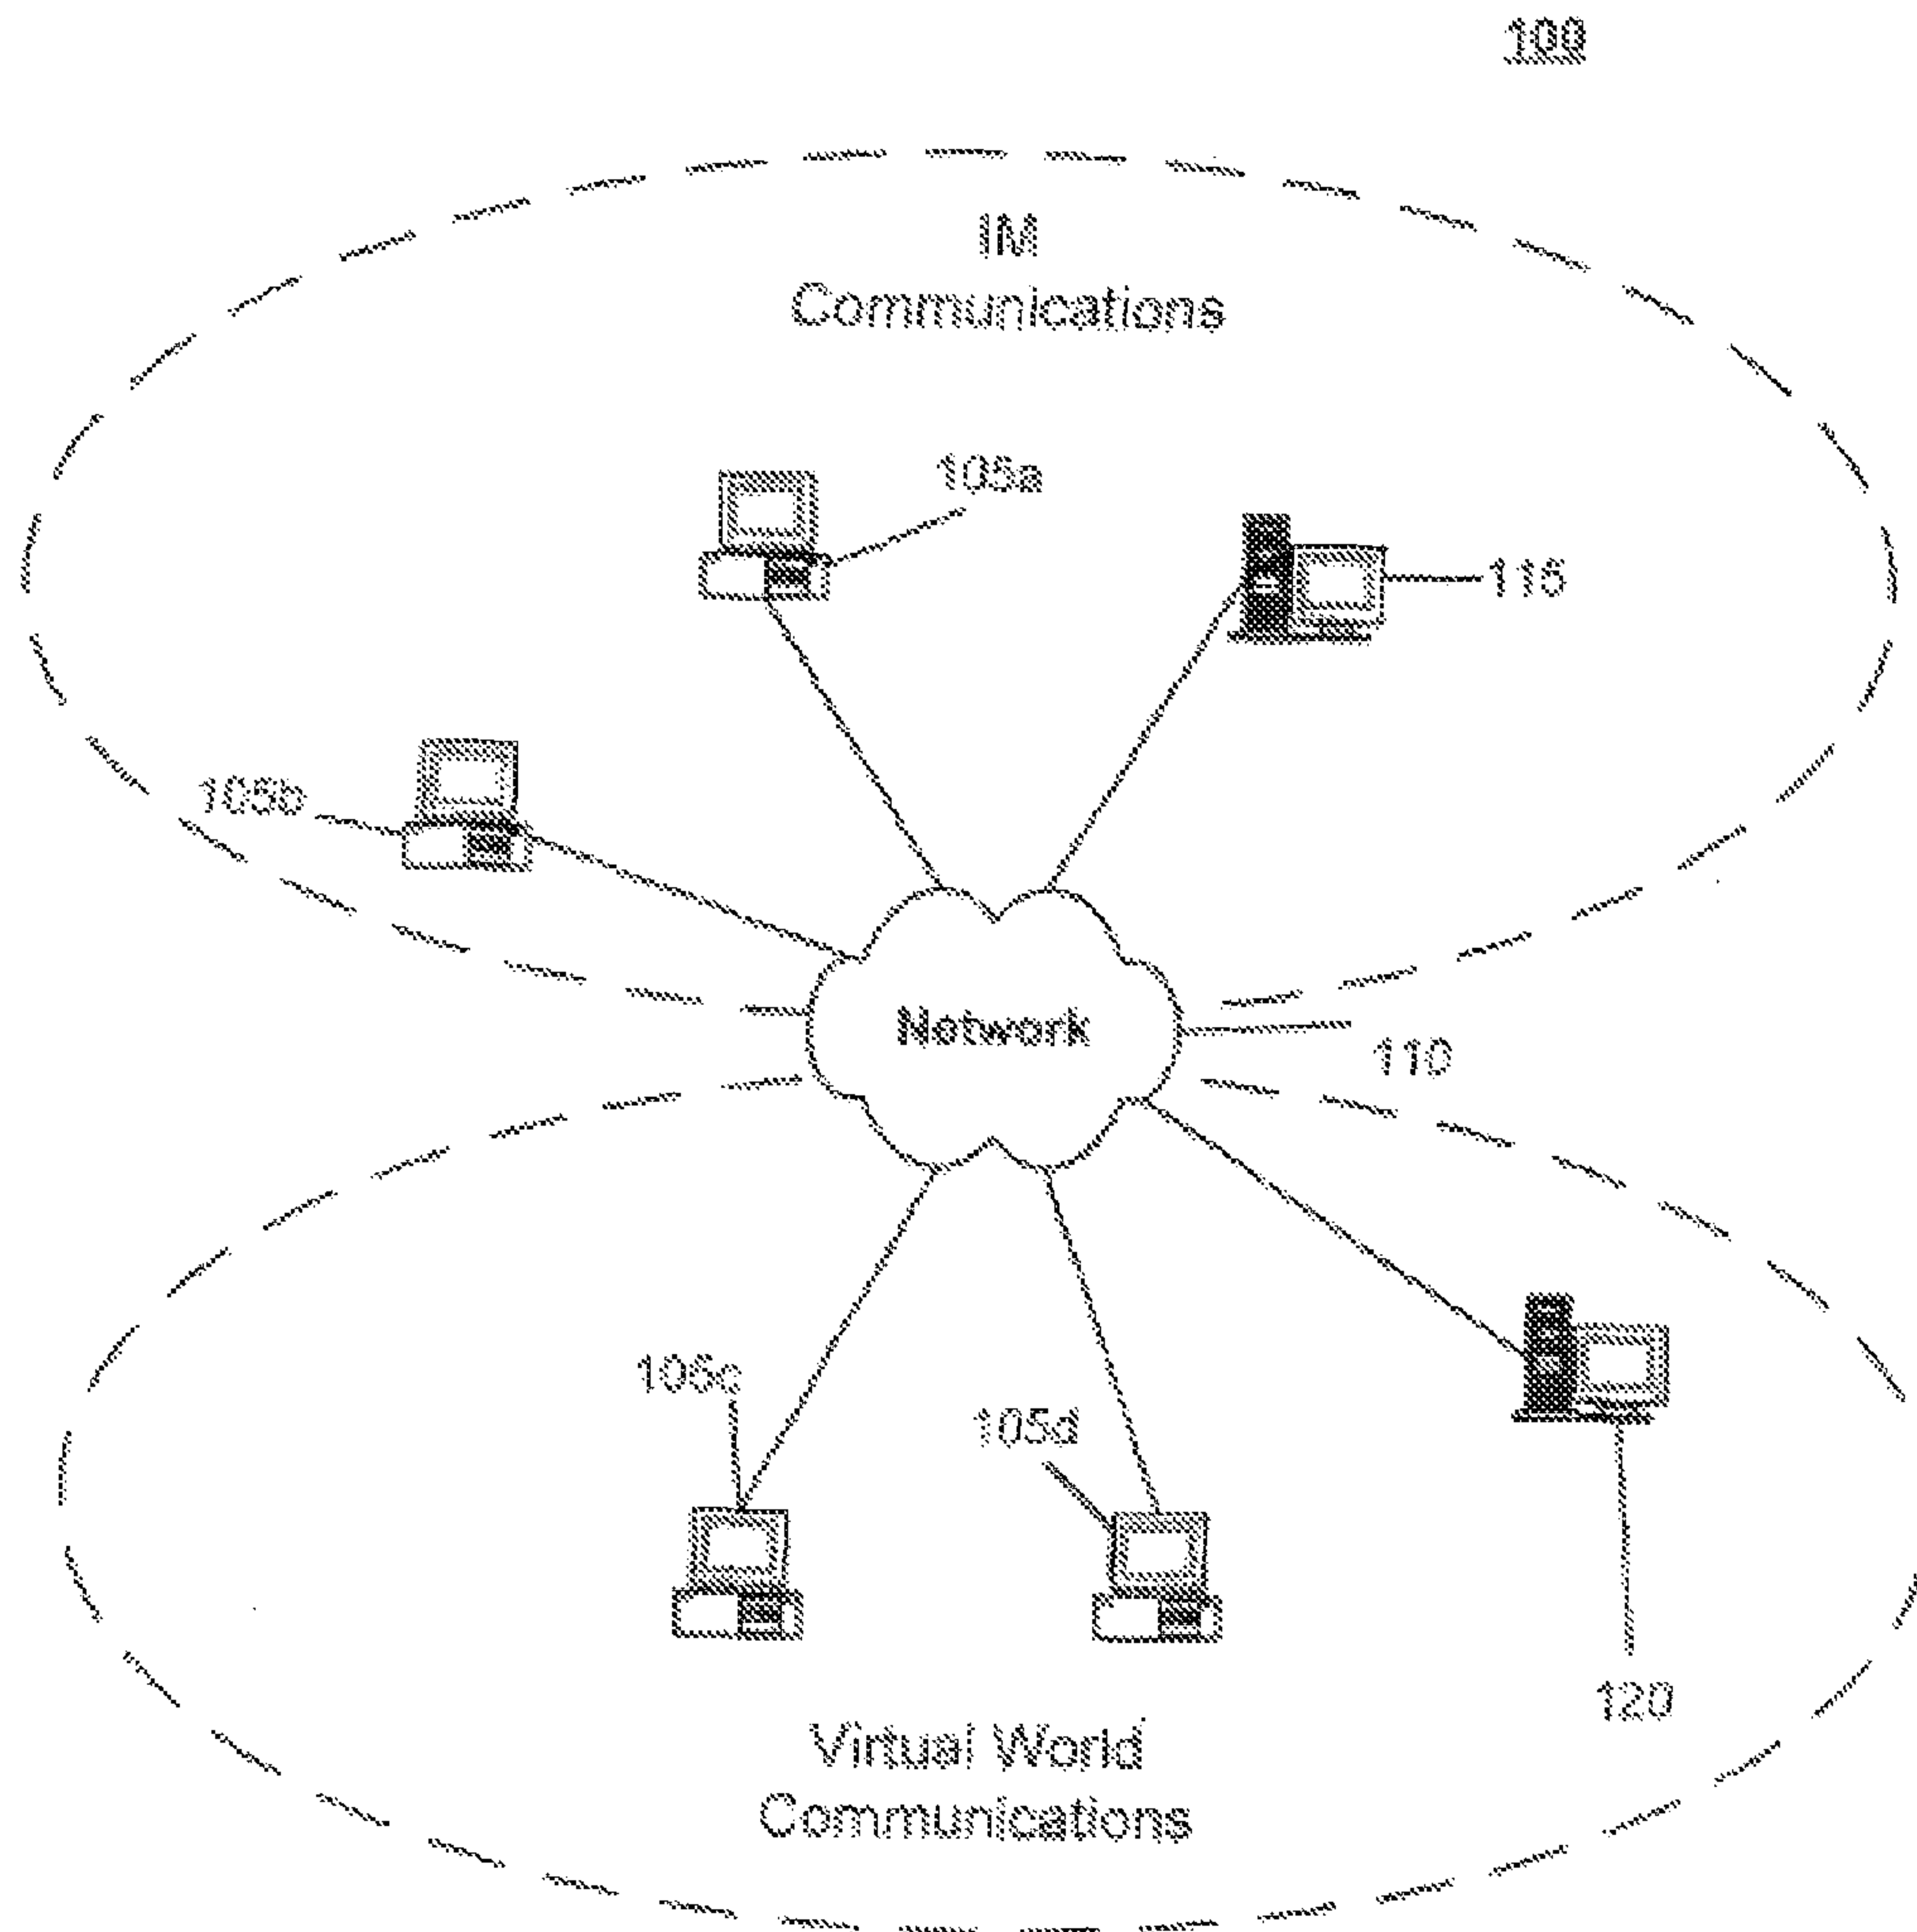 100
IM
Communications
105a
115
105b
Network
110
105c
105d
120
Virtual World
Communications